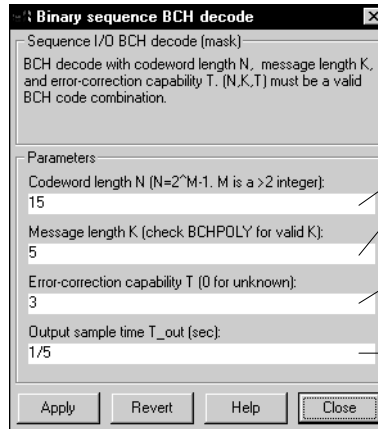 Binary sequence BCH decode
Sequence I/O BCH decode (mask)
BCH decode with codeword length N, message length K,
and error-correction capability T. (N,K,T) must be a valid
BCH code combination.
Parameters
Codeword length N (N=2^M-1. M is a >2 integer):
15
Message length K (check BCHPOLY for valid K):
5
Error-correction capability T (0 for unknown):
3
Output sample time T_out (sec):
1/5
Apply Revert Help Close